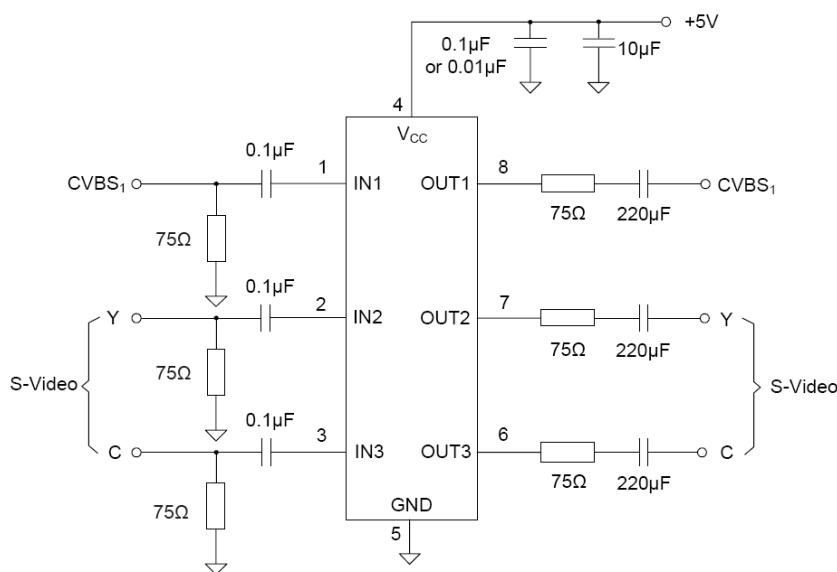 +5V
0.1μF
or 0.01μF
10μF
4
VCC
0.1μF
1
8
CVBS1
IN1
OUT1
CVBS1
75Ω
75Ω
220μF
0.1μF
2
7
Y
IN2
OUT2
Y
75Ω
75Ω
220μF
S-Video
S-Video
0.1μF
3
6
C
IN3
OUT3
C
75Ω
220μF
75Ω
GND
5